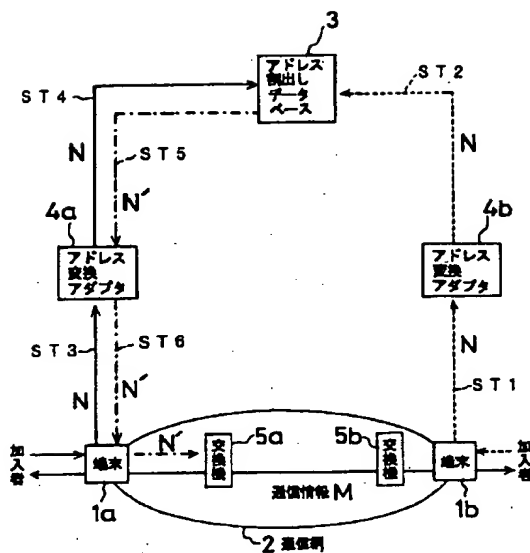 3
アドレス
割出し
データ
ベース
ST4
ST2
N
ST5
N
N'
4a
4b
アドレス
変換
アダプタ
アドレス
変換
アダプタ
ST3
ST6
N
N'
N
ST1
加入者
端末
N'
5a
交換機
5b
交換機
端末
加入者
1a
通信情報 M
1b
2 通信網